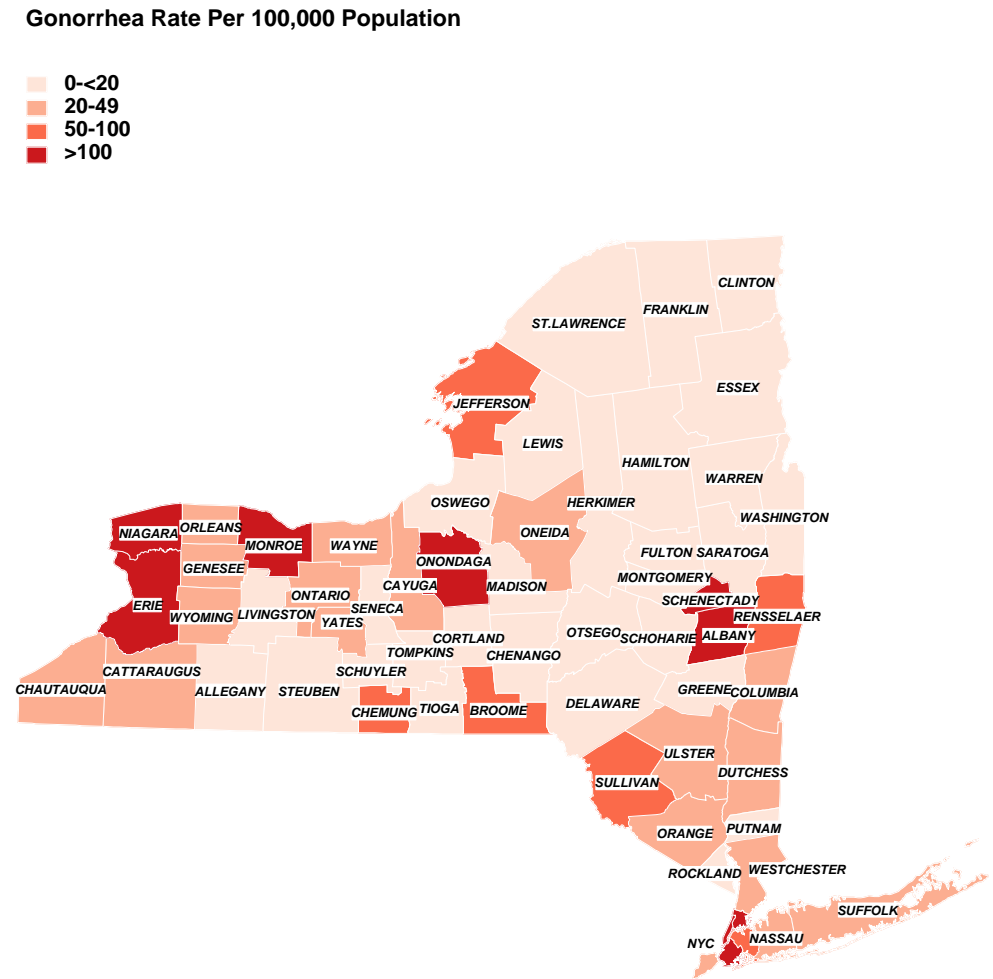 Gonorrhea Rate Per 100,000 Population
0-<20
20-49
50-100
>100
CLINTON
FRANKLIN
ST.LAWRENCE
ESSEX
JEFFERSON
LEWIS
HAMILTON
WARREN
OSWEGO
HERKIMER
WASHINGTON
ORLEANS
NIAGARA
ONEIDA
MONROE
WAYNE
FULTON SARATOGA
ONONDAGA
GENESEE
MONTGOMERY
CAYUGA
MADISON
ONTARIO
SCHENECTADY
ERIE
SENECA
WYOMING
LIVINGSTON
RENSSELAER
YATES
OTSEGO
SCHOHARIE
ALBANY
CORTLAND
TOMPKINS
CHENANGO
CATTARAUGUS
SCHUYLER
CHAUTAUQUA
ALLEGANY
STEUBEN
GREENE
COLUMBIA
DELAWARE
CHEMUNG
TIOGA
BROOME
ULSTER
DUTCHESS
SULLIVAN
PUTNAM
ORANGE
ROCKLAND
WESTCHESTER
SUFFOLK
NASSAU
NYC